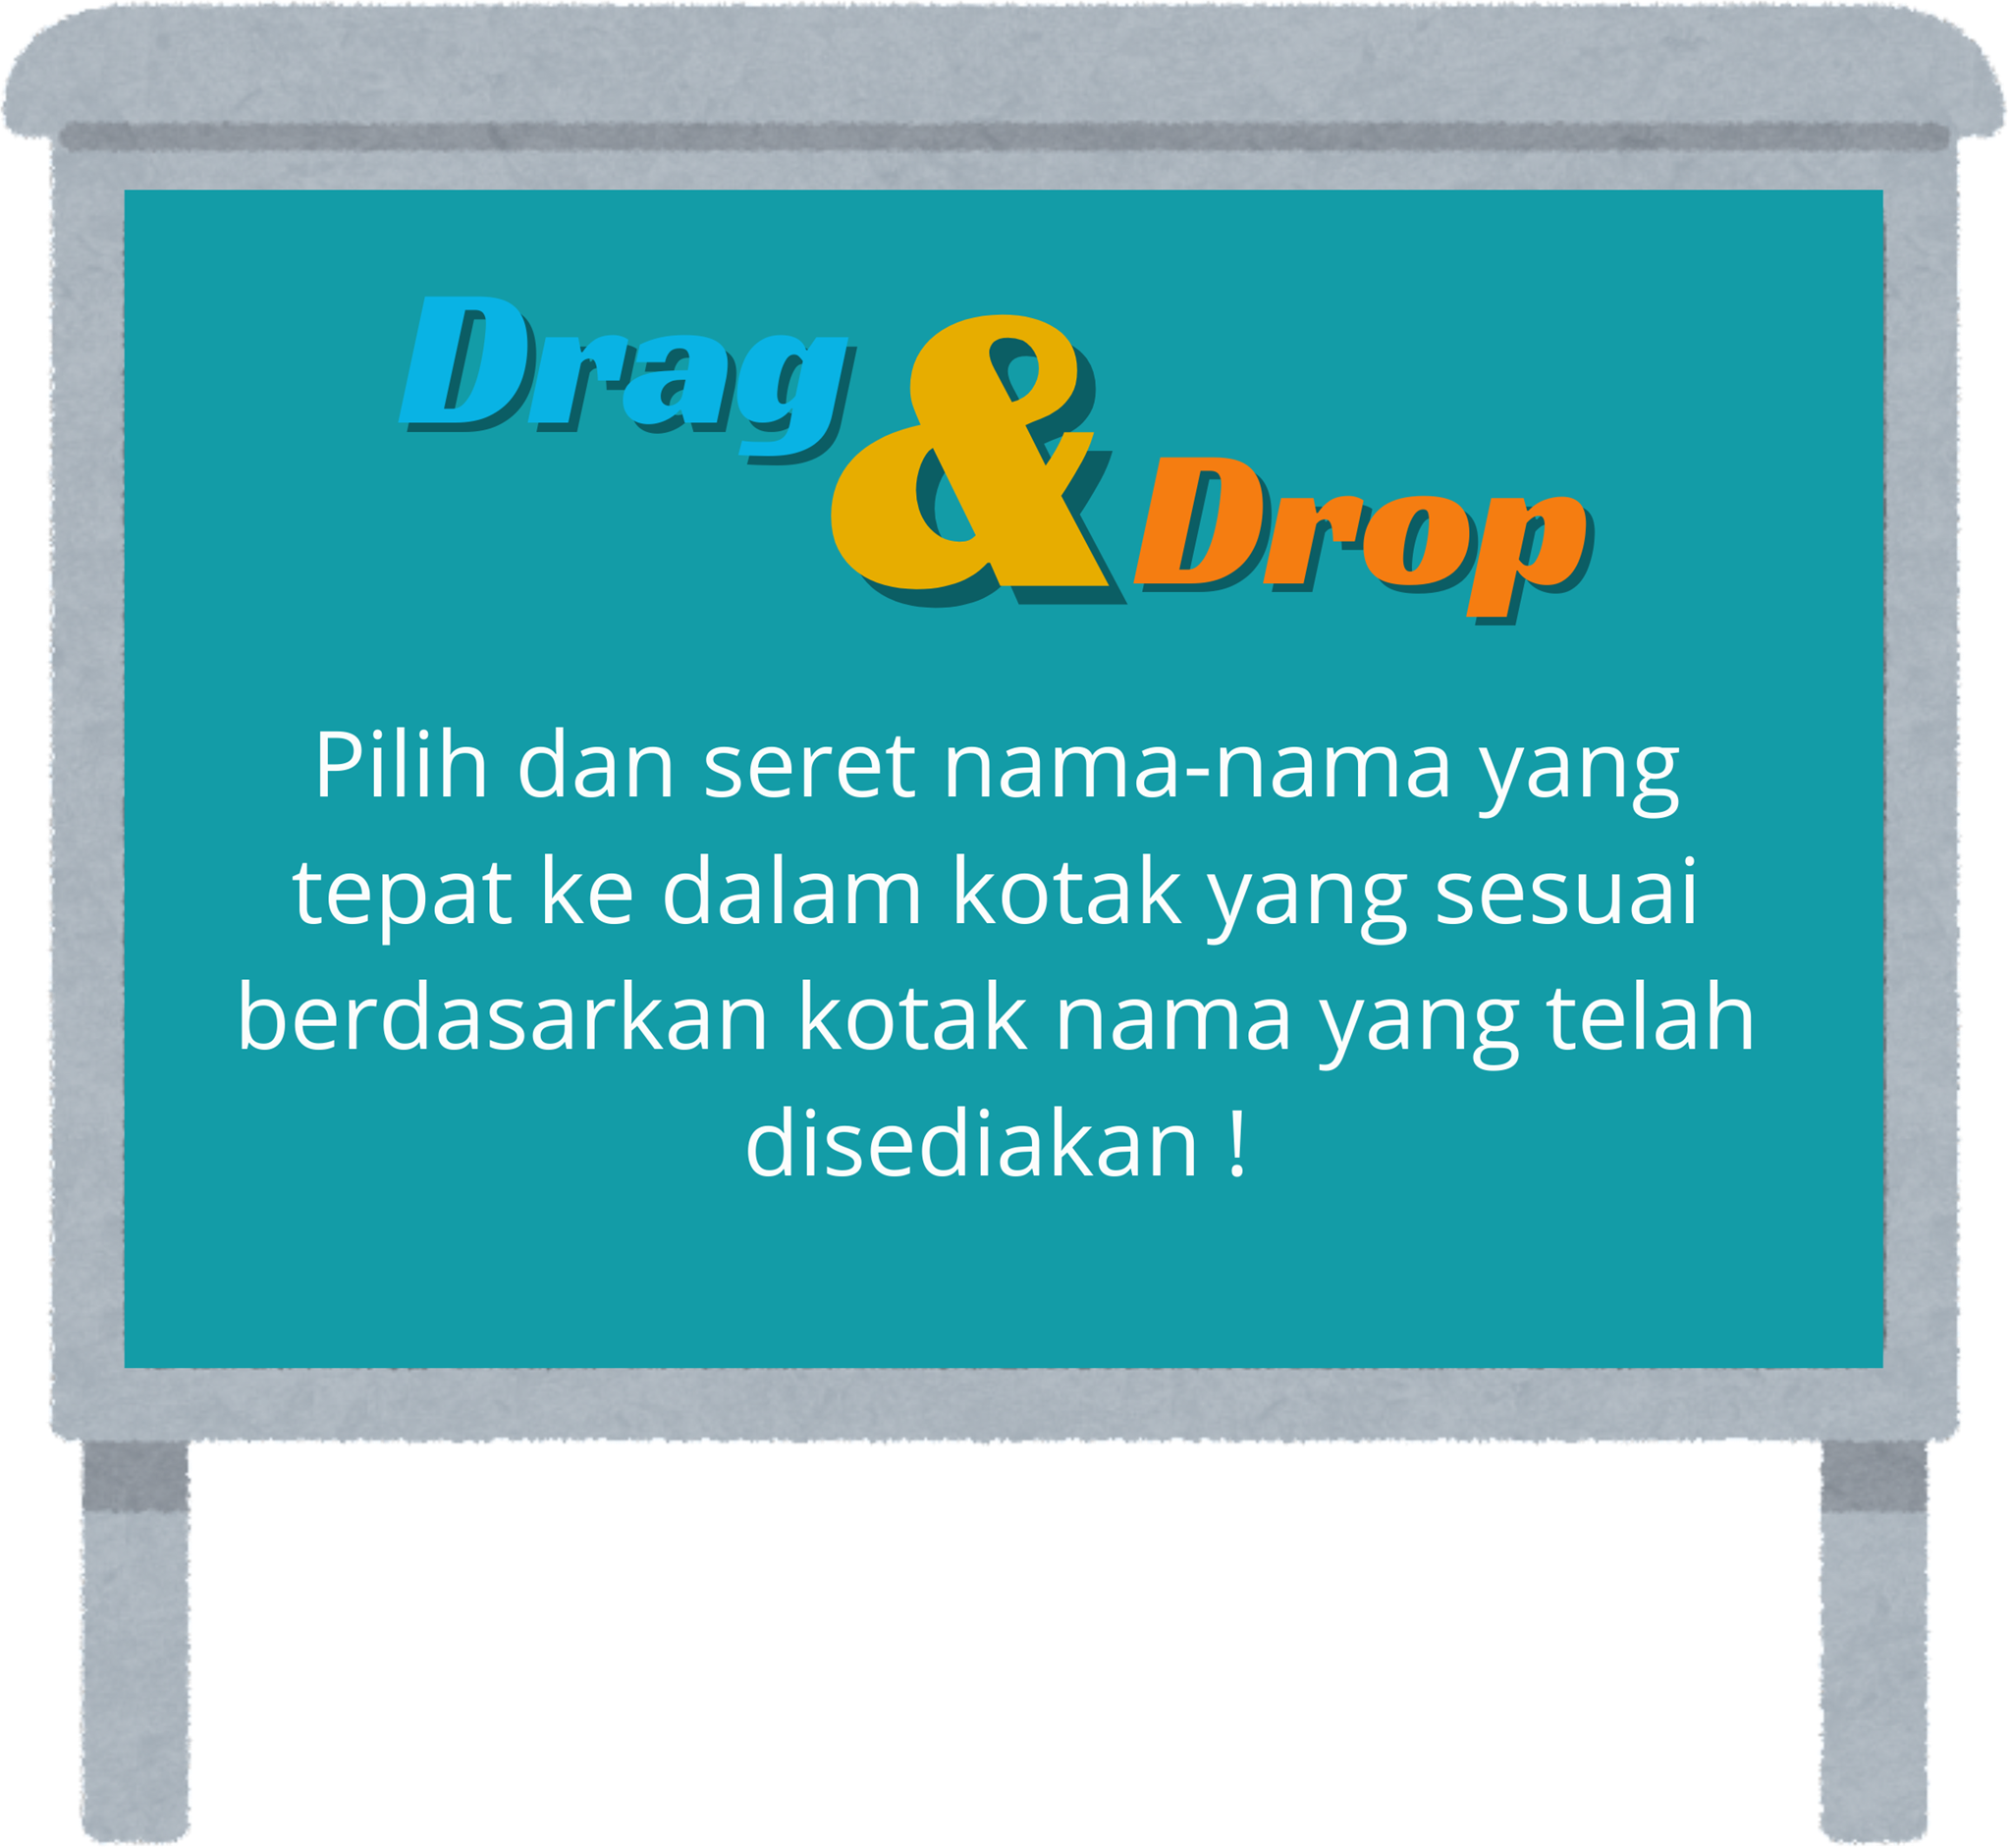 Drag
&
Drop
Pilih dan seret nama-nama yang
tepat ke dalam kotak yang sesuai
berdasarkan kotak nama yang telah
disediakan !